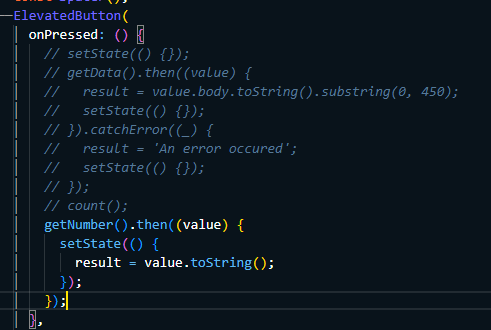 ElevatedButton(
onPressed: () {
// setState(() {});
// getData().then((value) {
//   result = value.body.toString().substring(0, 450);
//   setState(() {});
// }).catchError((_) {
//   result = 'An error occured';
//   setState(() {});
// });
// count();
getNumber().then((value) {
setState(() {
result = value.toString();
});
});
},